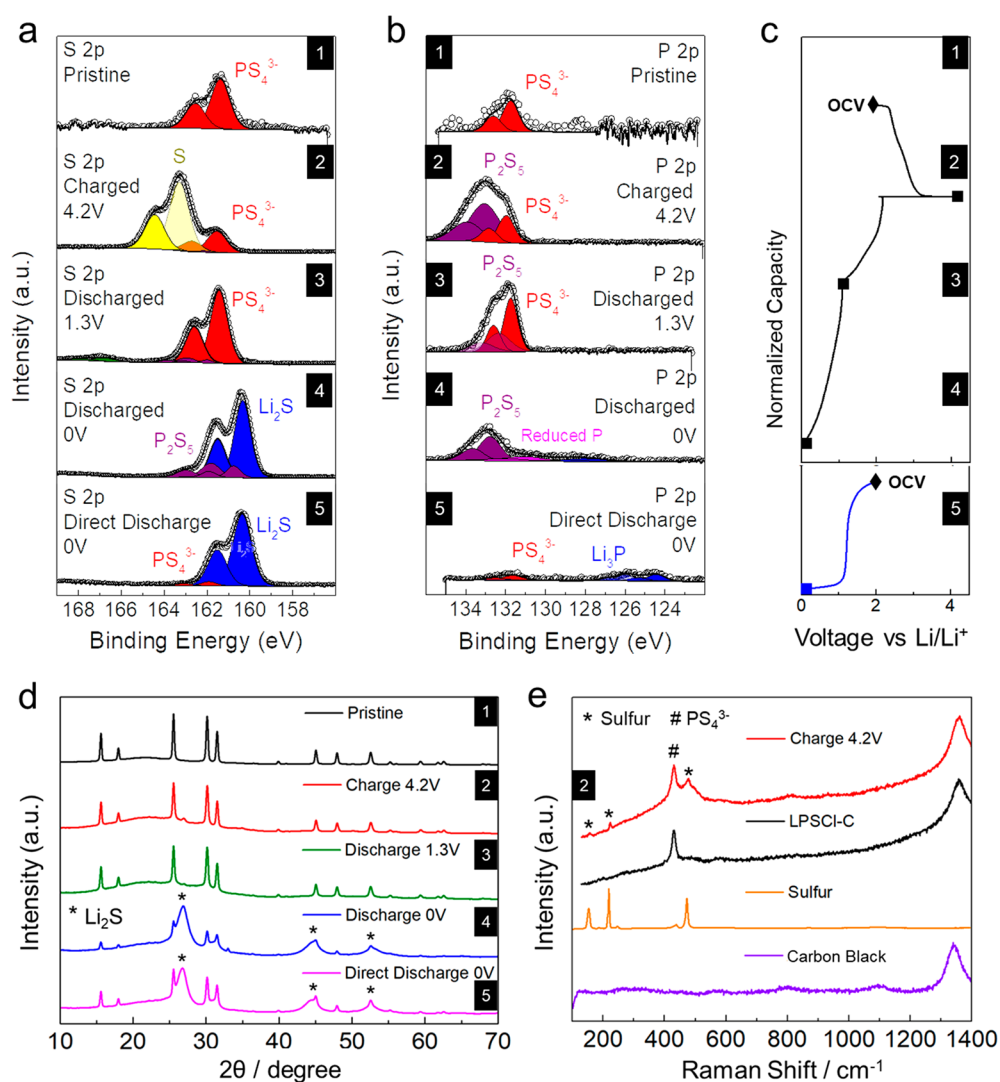 a
S 2p
Pristine
PS₄³⁻
1
S 2p
Charged
4.2V
S
PS₄³⁻
2
S 2p
Discharged
1.3V
PS₄³⁻
3
S 2p
Discharged
0V
P₂S₅
Li₂S
4
S 2p
Direct Discharge
0V
PS₄³⁻
Li₂S
5
168 166 164 162 160 158
Binding Energy (eV)
Intensity (a.u.)
b
1
PS₄³⁻
P 2p
Pristine
2
P₂S₅
PS₄³⁻
P 2p
Charged
4.2V
3
P₂S₅
PS₄³⁻
P 2p
Discharged
1.3V
4
P₂S₅
Reduced P
P 2p
Discharged
0V
5
PS₄³⁻
Li₃P
P 2p
Direct Discharge
0V
134 132 130 128 126 124
Binding Energy (eV)
Intensity (a.u.)
c
1
OCV
2
3
4
5
OCV
0 2 4
Voltage vs Li/Li⁺
Normalized Capacity
d
Pristine
1
Charge 4.2V
2
Discharge 1.3V
3
* Li₂S
*
Discharge 0V
* *
4
*
Direct Discharge 0V
* *
5
10 20 30 40 50 60 70
2θ / degree
Intensity (a.u.)
e
* Sulfur # PS₄³⁻
Charge 4.2V
#
*
2
* *
LPSCl-C
Sulfur
Carbon Black
200 400 600 800 1000 1200 1400
Raman Shift / cm⁻¹
Intensity (a.u.)